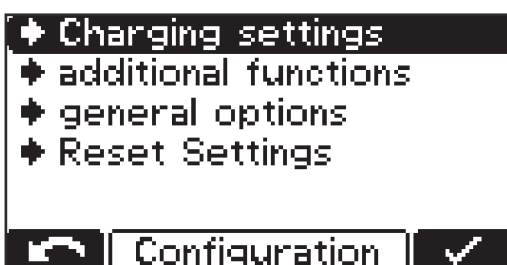 Charging settings
additional functions
general options
Reset Settings
Configuration